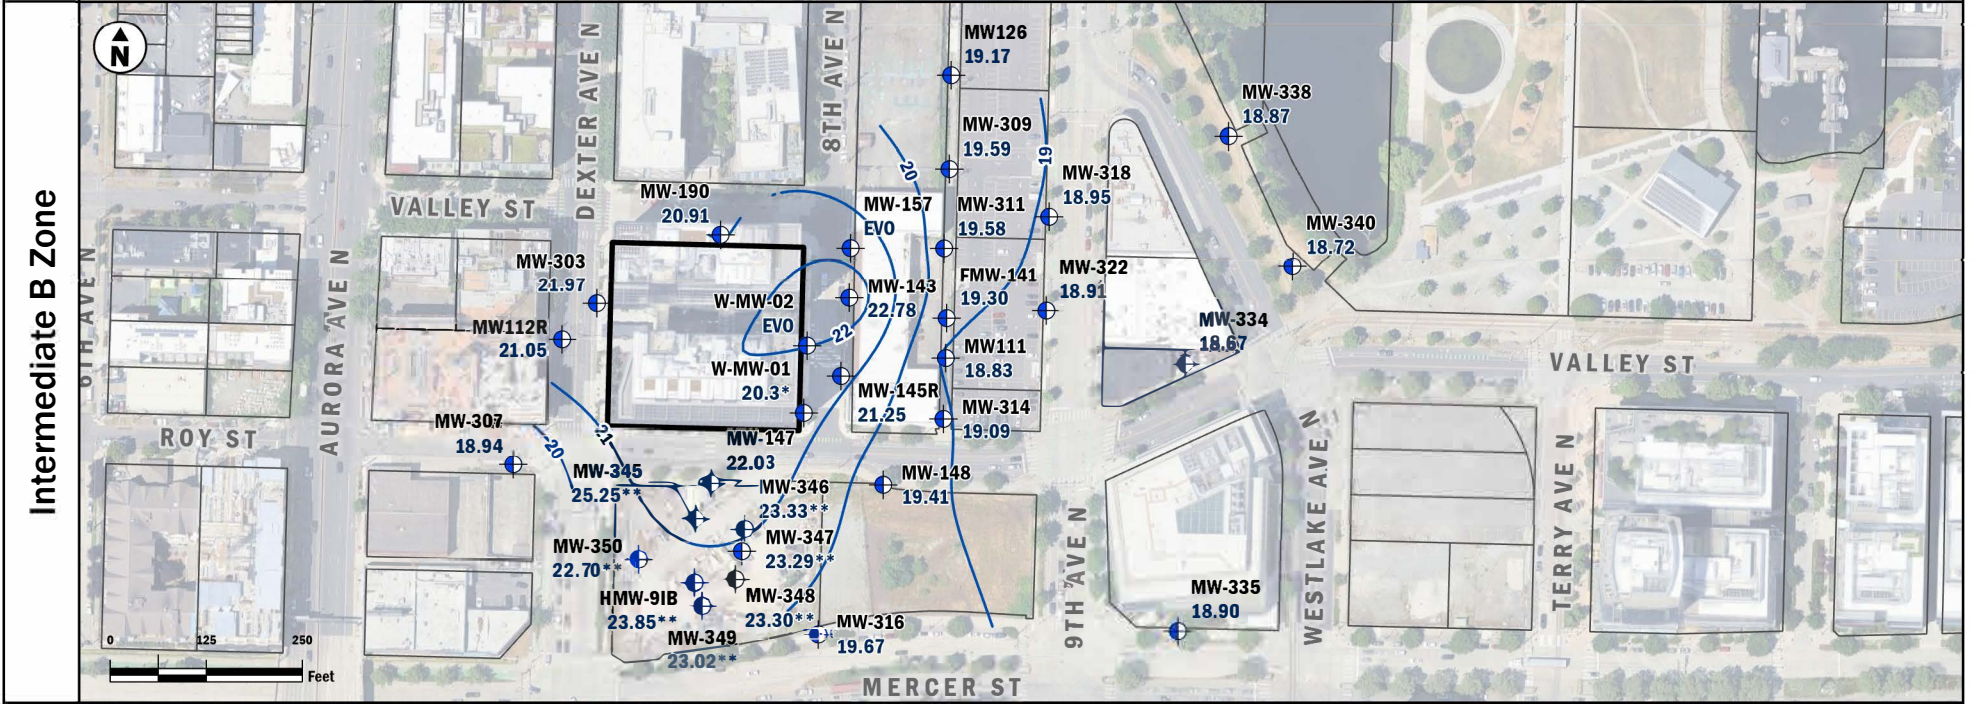 Intermediate B Zone
N
6TH AVE N
AURORA AVE N
DEXTER AVE N
8TH AVE N
9TH AVE N
WESTLAKE AVE N
TERRY AVE N
VALLEY ST
VALLEY ST
ROY ST
MERCER ST
MW126
19.17
MW-309
19.59
MW-338
18.87
MW-318
18.95
MW-190
20.91
MW-157
EVO
MW-311
19.58
MW-340
18.72
MW-303
21.97
MW-143
22.78
FMW-141
19.30
MW-322
18.91
W-MW-02
EVO
MW112R
21.05
MW-334
18.67
MW111
18.83
W-MW-01
20.3*
MW-145R
21.25
MW-314
19.09
MW-307
18.94
MW-147
22.03
MW-345
25.25**
MW-148
19.41
MW-346
23.33**
MW-347
23.29**
MW-350
22.70**
HMW-9IB
23.85**
MW-348
23.30**
MW-335
18.90
MW-349
23.02**
MW-316
19.67
20
19
22
21
20
0 125 250
Feet